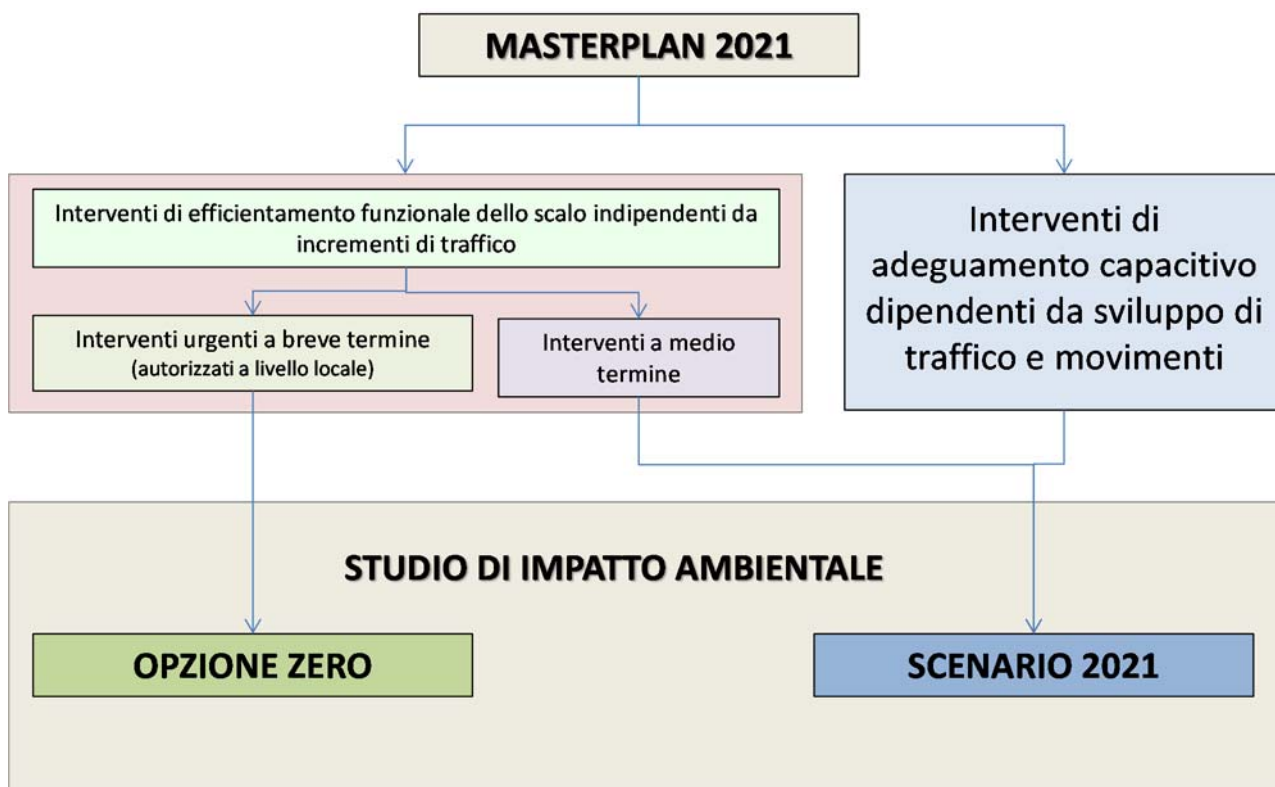 MASTERPLAN 2021
Interventi di efficientamento funzionale dello scalo indipendenti da
incrementi di traffico
Interventi urgenti a breve termine
(autorizzati a livello locale)
Interventi a medio
termine
Interventi di
adeguamento capacitivo
dipendenti da sviluppo di
traffico e movimenti
STUDIO DI IMPATTO AMBIENTALE
OPZIONE ZERO
SCENARIO 2021